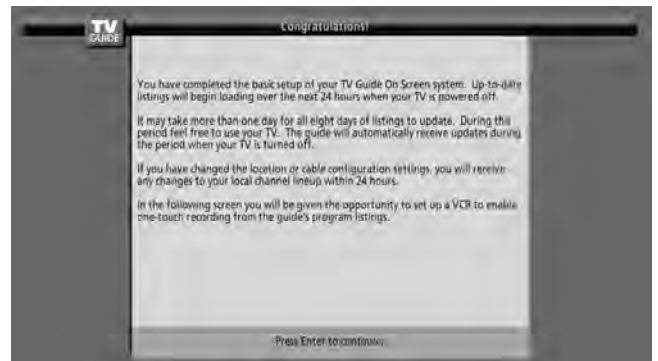 Congratulations!
TV
GUIDE
You have completed the basic setup of your TV Guide On Screen system. Up-to-date
listings will begin loading over the next 24 hours when your TV is powered off.
It may take more than one day for all eight days of listings to update. During this
period feel free to use your TV. The guide will automatically receive updates during
the period when your TV is turned off.
If you have changed the location or cable configuration settings, you will receive
any changes to your local channel lineup within 24 hours.
In the following screen you will be given the opportunity to set up a VCR to enable
one-touch recording from the guide's program listings.
Press Enter to continue.